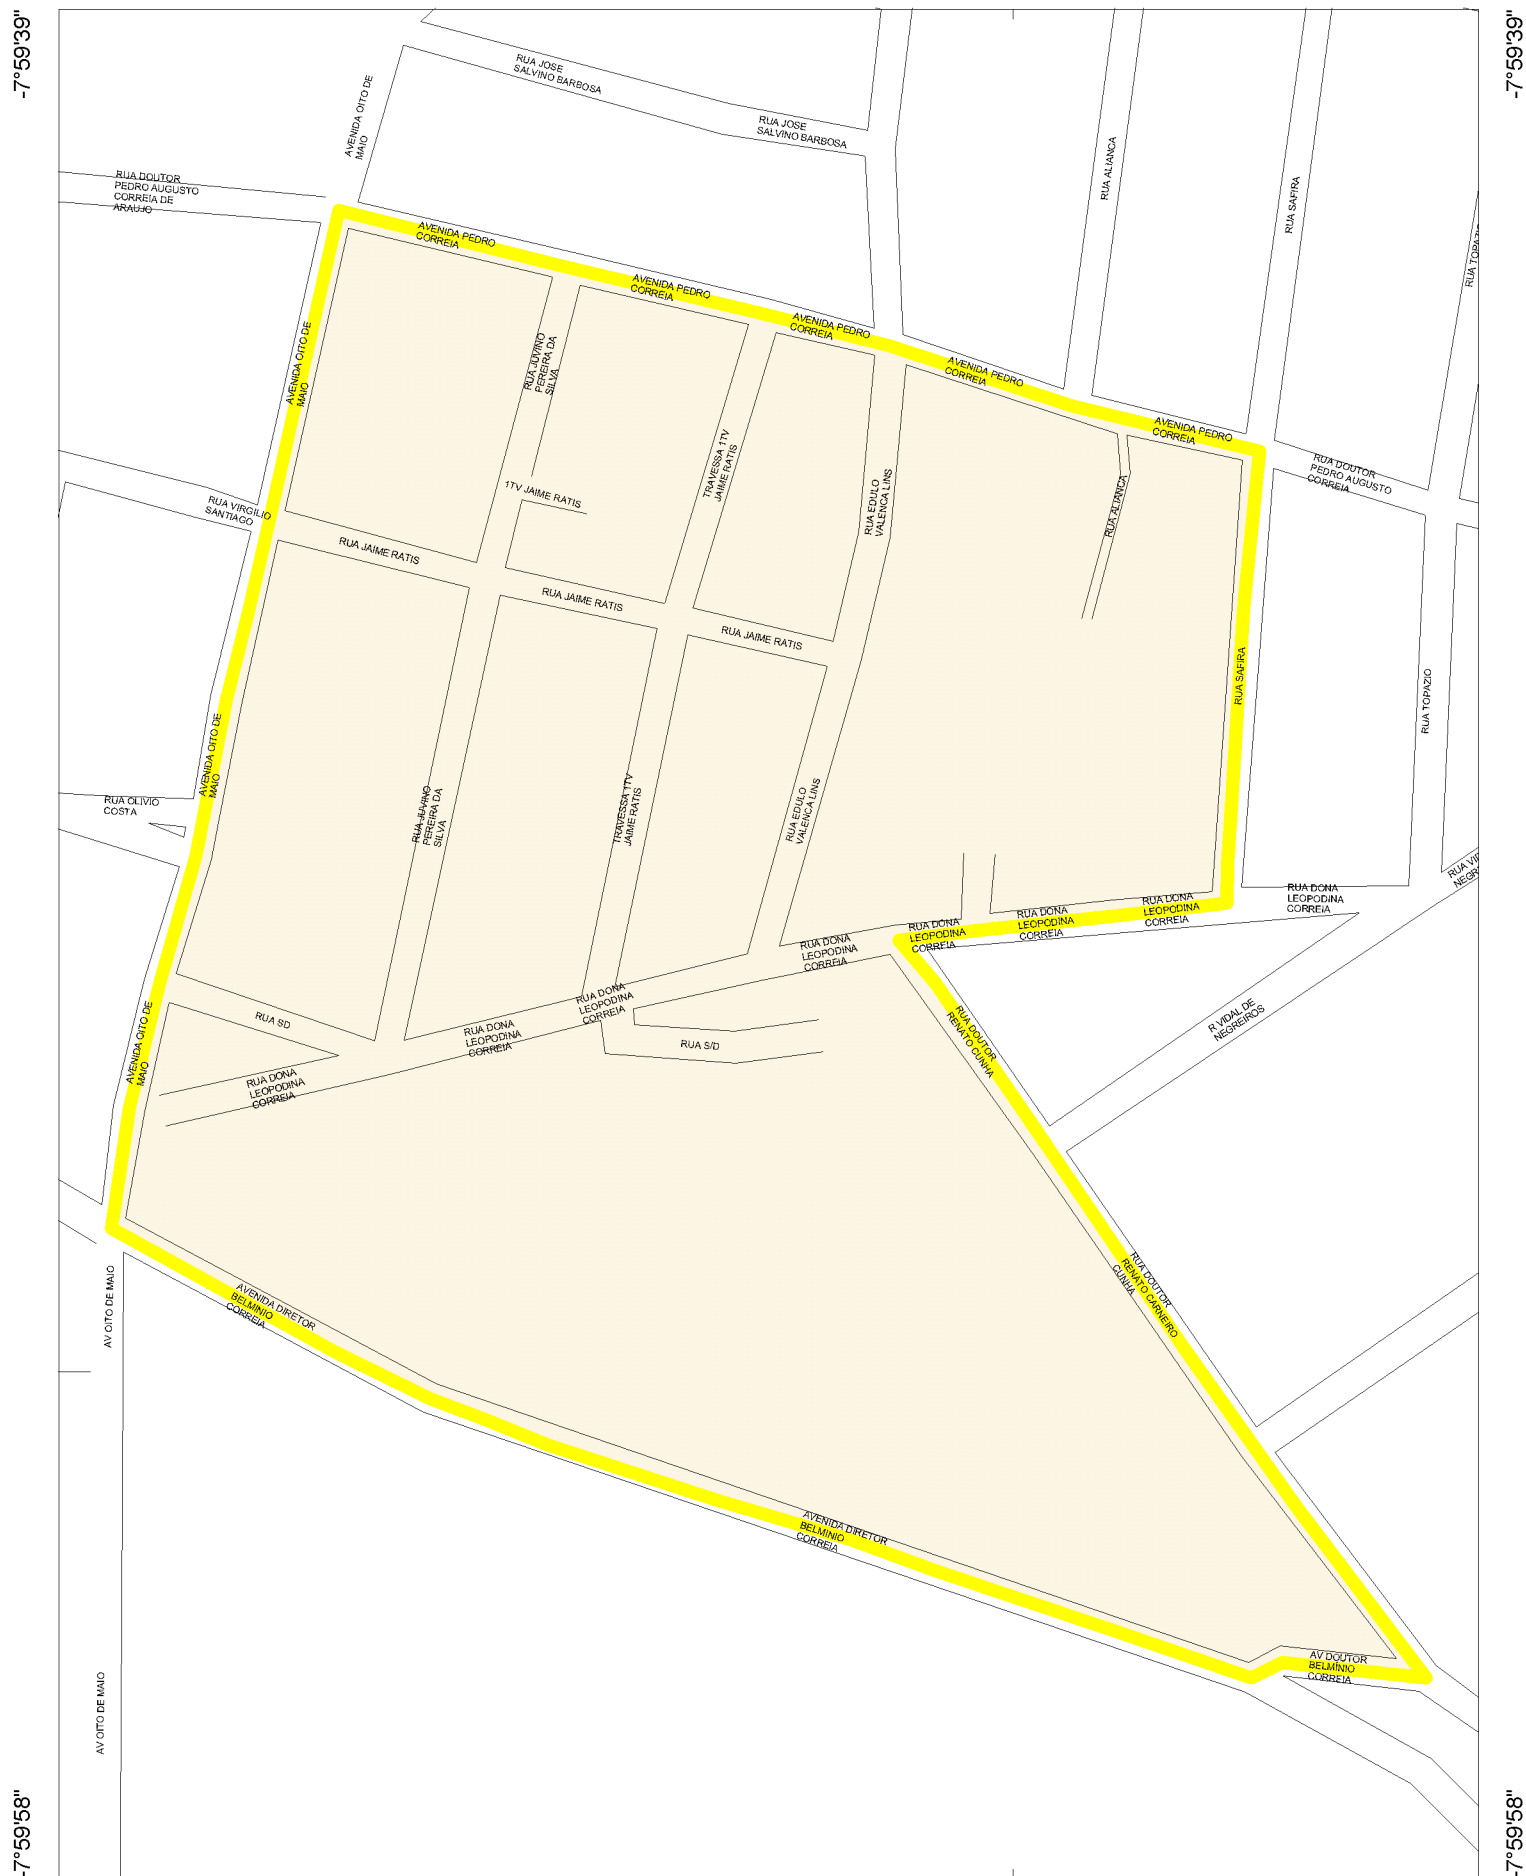 -7°59'39"
-7°59'39"
RUA JOSE
SALVINO BARBOSA
RUA JOSE
SALVINO BARBOSA
AVENIDA OITO DE
MAIO
RUA ALIANCA
RUA SAFIRA
RUA DOUTOR
PEDRO AUGUSTO
CORREIA DE
ARAUJO
AVENIDA PEDRO
CORREIA
AVENIDA PEDRO
CORREIA
AVENIDA PEDRO
CORREIA
AVENIDA PEDRO
CORREIA
AVENIDA PEDRO
CORREIA
AVENIDA OITO DE
MAIO
RUA JUVINO
PEREIRA DA
SILVA
TRAVESSA 1TV
JAIME RATIS
RUA EDULO
VALENCA LINS
RUA ALIANCA
RUA DOUTOR
PEDRO AUGUSTO
CORREIA
1TV JAIME RATIS
RUA VIRGILIO
SANTIAGO
RUA JAIME RATIS
RUA JAIME RATIS
RUA JAIME RATIS
RUA SAFIRA
RUA TOPAZIO
AVENIDA OITO DE
MAIO
RUA OLIVIO
COSTA
RUA JUVINO
PEREIRA DA
SILVA
TRAVESSA 1TV
JAIME RATIS
RUA EDULO
VALENCA LINS
RUA DONA
LEOPODINA
CORREIA
RUA DONA
LEOPODINA
CORREIA
RUA DONA
LEOPODINA
CORREIA
RUA DONA
LEOPODINA
CORREIA
RUA DONA
LEOPODINA
CORREIA
RUA DONA
LEOPODINA
CORREIA
RUA DONA
LEOPODINA
CORREIA
RUA DONA
LEOPODINA
CORREIA
AVENIDA OITO DE
MAIO
RUA SD
RUA S/D
RUA DOUTOR
RENATO CUNHA
R VIDAL DE
NEGREIROS
RUA DOUTOR
RENATO CARNEIRO
CUNHA
AV OITO DE MAIO
AVENIDA DIRETOR
BELMINIO
CORREIA
AVENIDA DIRETOR
BELMINIO
CORREIA
AV DOUTOR
BELMÍNIO
CORREIA
AV OITO DE MAIO
-7°59'58"
-7°59'58"